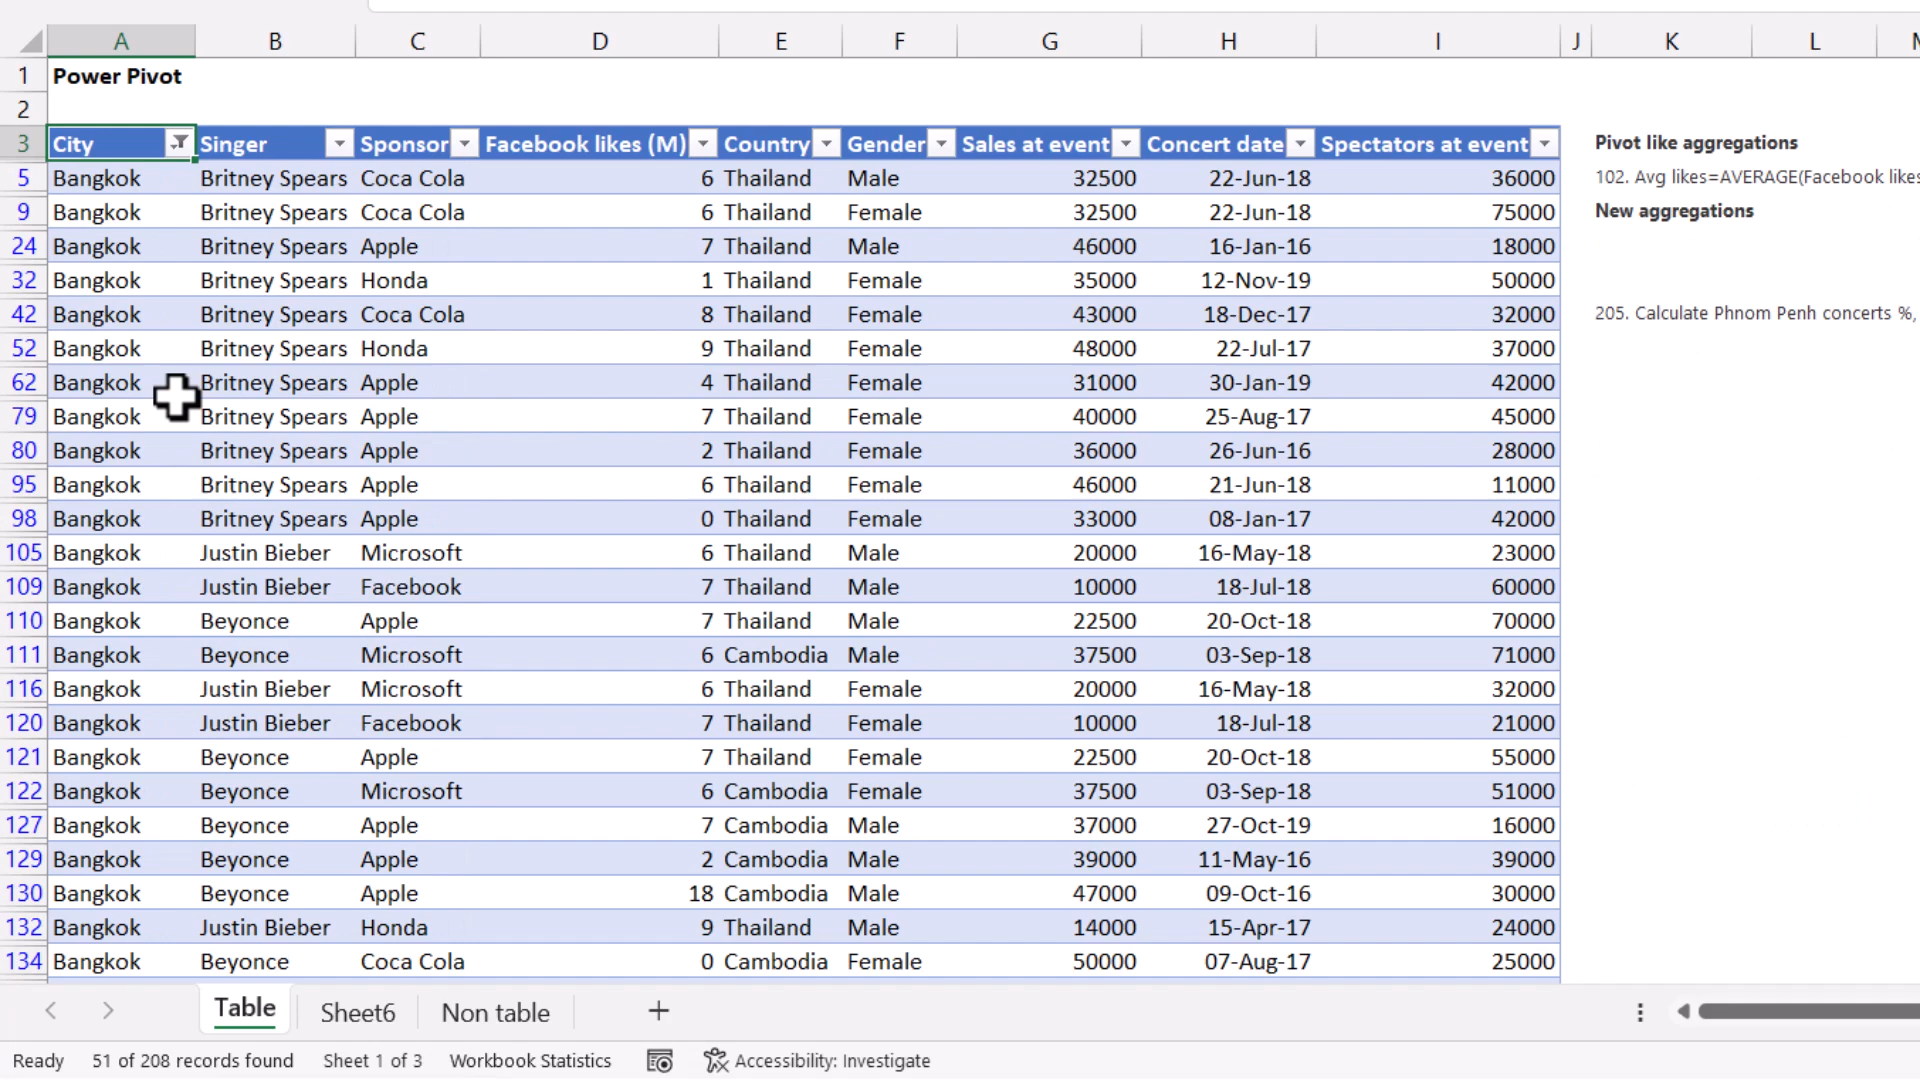 A B C D E F G H I J K L
1 Power Pivot
2
3 City Singer Sponsor Facebook likes (M) Country Gender Sales at event Concert date Spectators at event Pivot like aggregations
5 Bangkok Britney Spears Coca Cola 6 Thailand Male 32500 22-Jun-18 36000 102. Avg likes=AVERAGE(Facebook likes
9 Bangkok Britney Spears Coca Cola 6 Thailand Female 32500 22-Jun-18 75000 New aggregations
24 Bangkok Britney Spears Apple 7 Thailand Male 46000 16-Jan-16 18000
32 Bangkok Britney Spears Honda 1 Thailand Female 35000 12-Nov-19 50000
42 Bangkok Britney Spears Coca Cola 8 Thailand Female 43000 18-Dec-17 32000 205. Calculate Phnom Penh concerts %,
52 Bangkok Britney Spears Honda 9 Thailand Female 48000 22-Jul-17 37000
62 Bangkok Britney Spears Apple 4 Thailand Female 31000 30-Jan-19 42000
79 Bangkok Britney Spears Apple 7 Thailand Female 40000 25-Aug-17 45000
80 Bangkok Britney Spears Apple 2 Thailand Female 36000 26-Jun-16 28000
95 Bangkok Britney Spears Apple 6 Thailand Female 46000 21-Jun-18 11000
98 Bangkok Britney Spears Apple 0 Thailand Female 33000 08-Jan-17 42000
105 Bangkok Justin Bieber Microsoft 6 Thailand Male 20000 16-May-18 23000
109 Bangkok Justin Bieber Facebook 7 Thailand Male 10000 18-Jul-18 60000
110 Bangkok Beyonce Apple 7 Thailand Male 22500 20-Oct-18 70000
111 Bangkok Beyonce Microsoft 6 Cambodia Male 37500 03-Sep-18 71000
116 Bangkok Justin Bieber Microsoft 6 Thailand Female 20000 16-May-18 32000
120 Bangkok Justin Bieber Facebook 7 Thailand Female 10000 18-Jul-18 21000
121 Bangkok Beyonce Apple 7 Thailand Female 22500 20-Oct-18 55000
122 Bangkok Beyonce Microsoft 6 Cambodia Female 37500 03-Sep-18 51000
127 Bangkok Beyonce Apple 7 Cambodia Male 37000 27-Oct-19 16000
129 Bangkok Beyonce Apple 2 Cambodia Male 39000 11-May-16 39000
130 Bangkok Beyonce Apple 18 Cambodia Male 47000 09-Oct-16 30000
132 Bangkok Justin Bieber Honda 9 Thailand Male 14000 15-Apr-17 24000
134 Bangkok Beyonce Coca Cola 0 Cambodia Female 50000 07-Aug-17 25000
Table Sheet6 Non table +
Ready 51 of 208 records found Sheet 1 of 3 Workbook Statistics Accessibility: Investigate